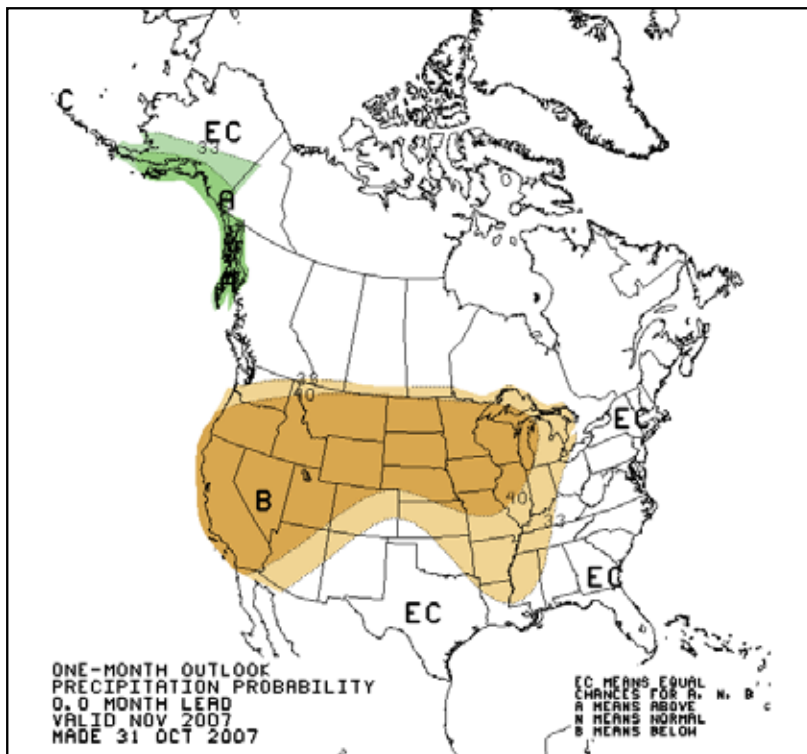 C
EC
33
A
A
33
40
EC
B
40
33
EC
EC
ONE-MONTH OUTLOOK
PRECIPITATION PROBABILITY
0.0 MONTH LEAD
VALID NOV 2007
MADE 31 OCT 2007
EC MEANS EQUAL
CHANCES FOR A, N, B
A MEANS ABOVE
N MEANS NORMAL
B MEANS BELOW
C